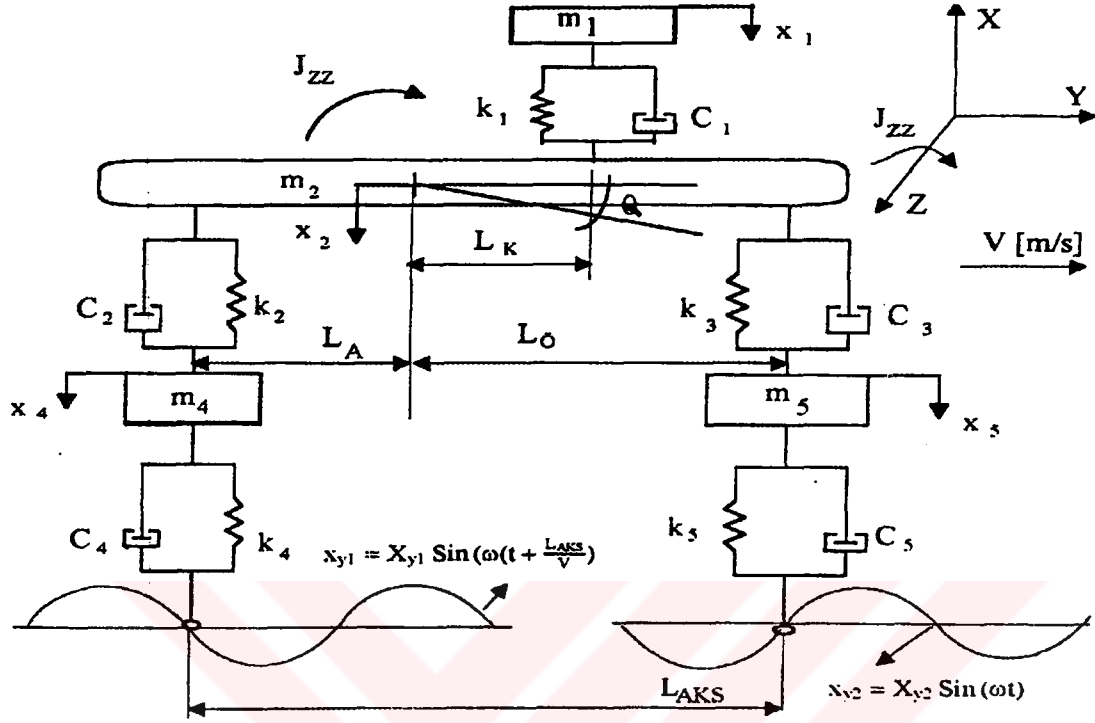 m₁
x₁
X
J_ZZ
k₁
C₁
Y
J_ZZ
m₂
Q
Z
x₂
L_K
V [m/s]
C₂
k₂
k₃
C₃
L_A
L_Ö
x₄
m₄
m₅
x₅
C₄
k₄
k₅
C₅
x_y1 = X_y1 Sin (ω(t + L_AKS/V)
L_AKS
x_y2 = X_y2 Sin (ωt)